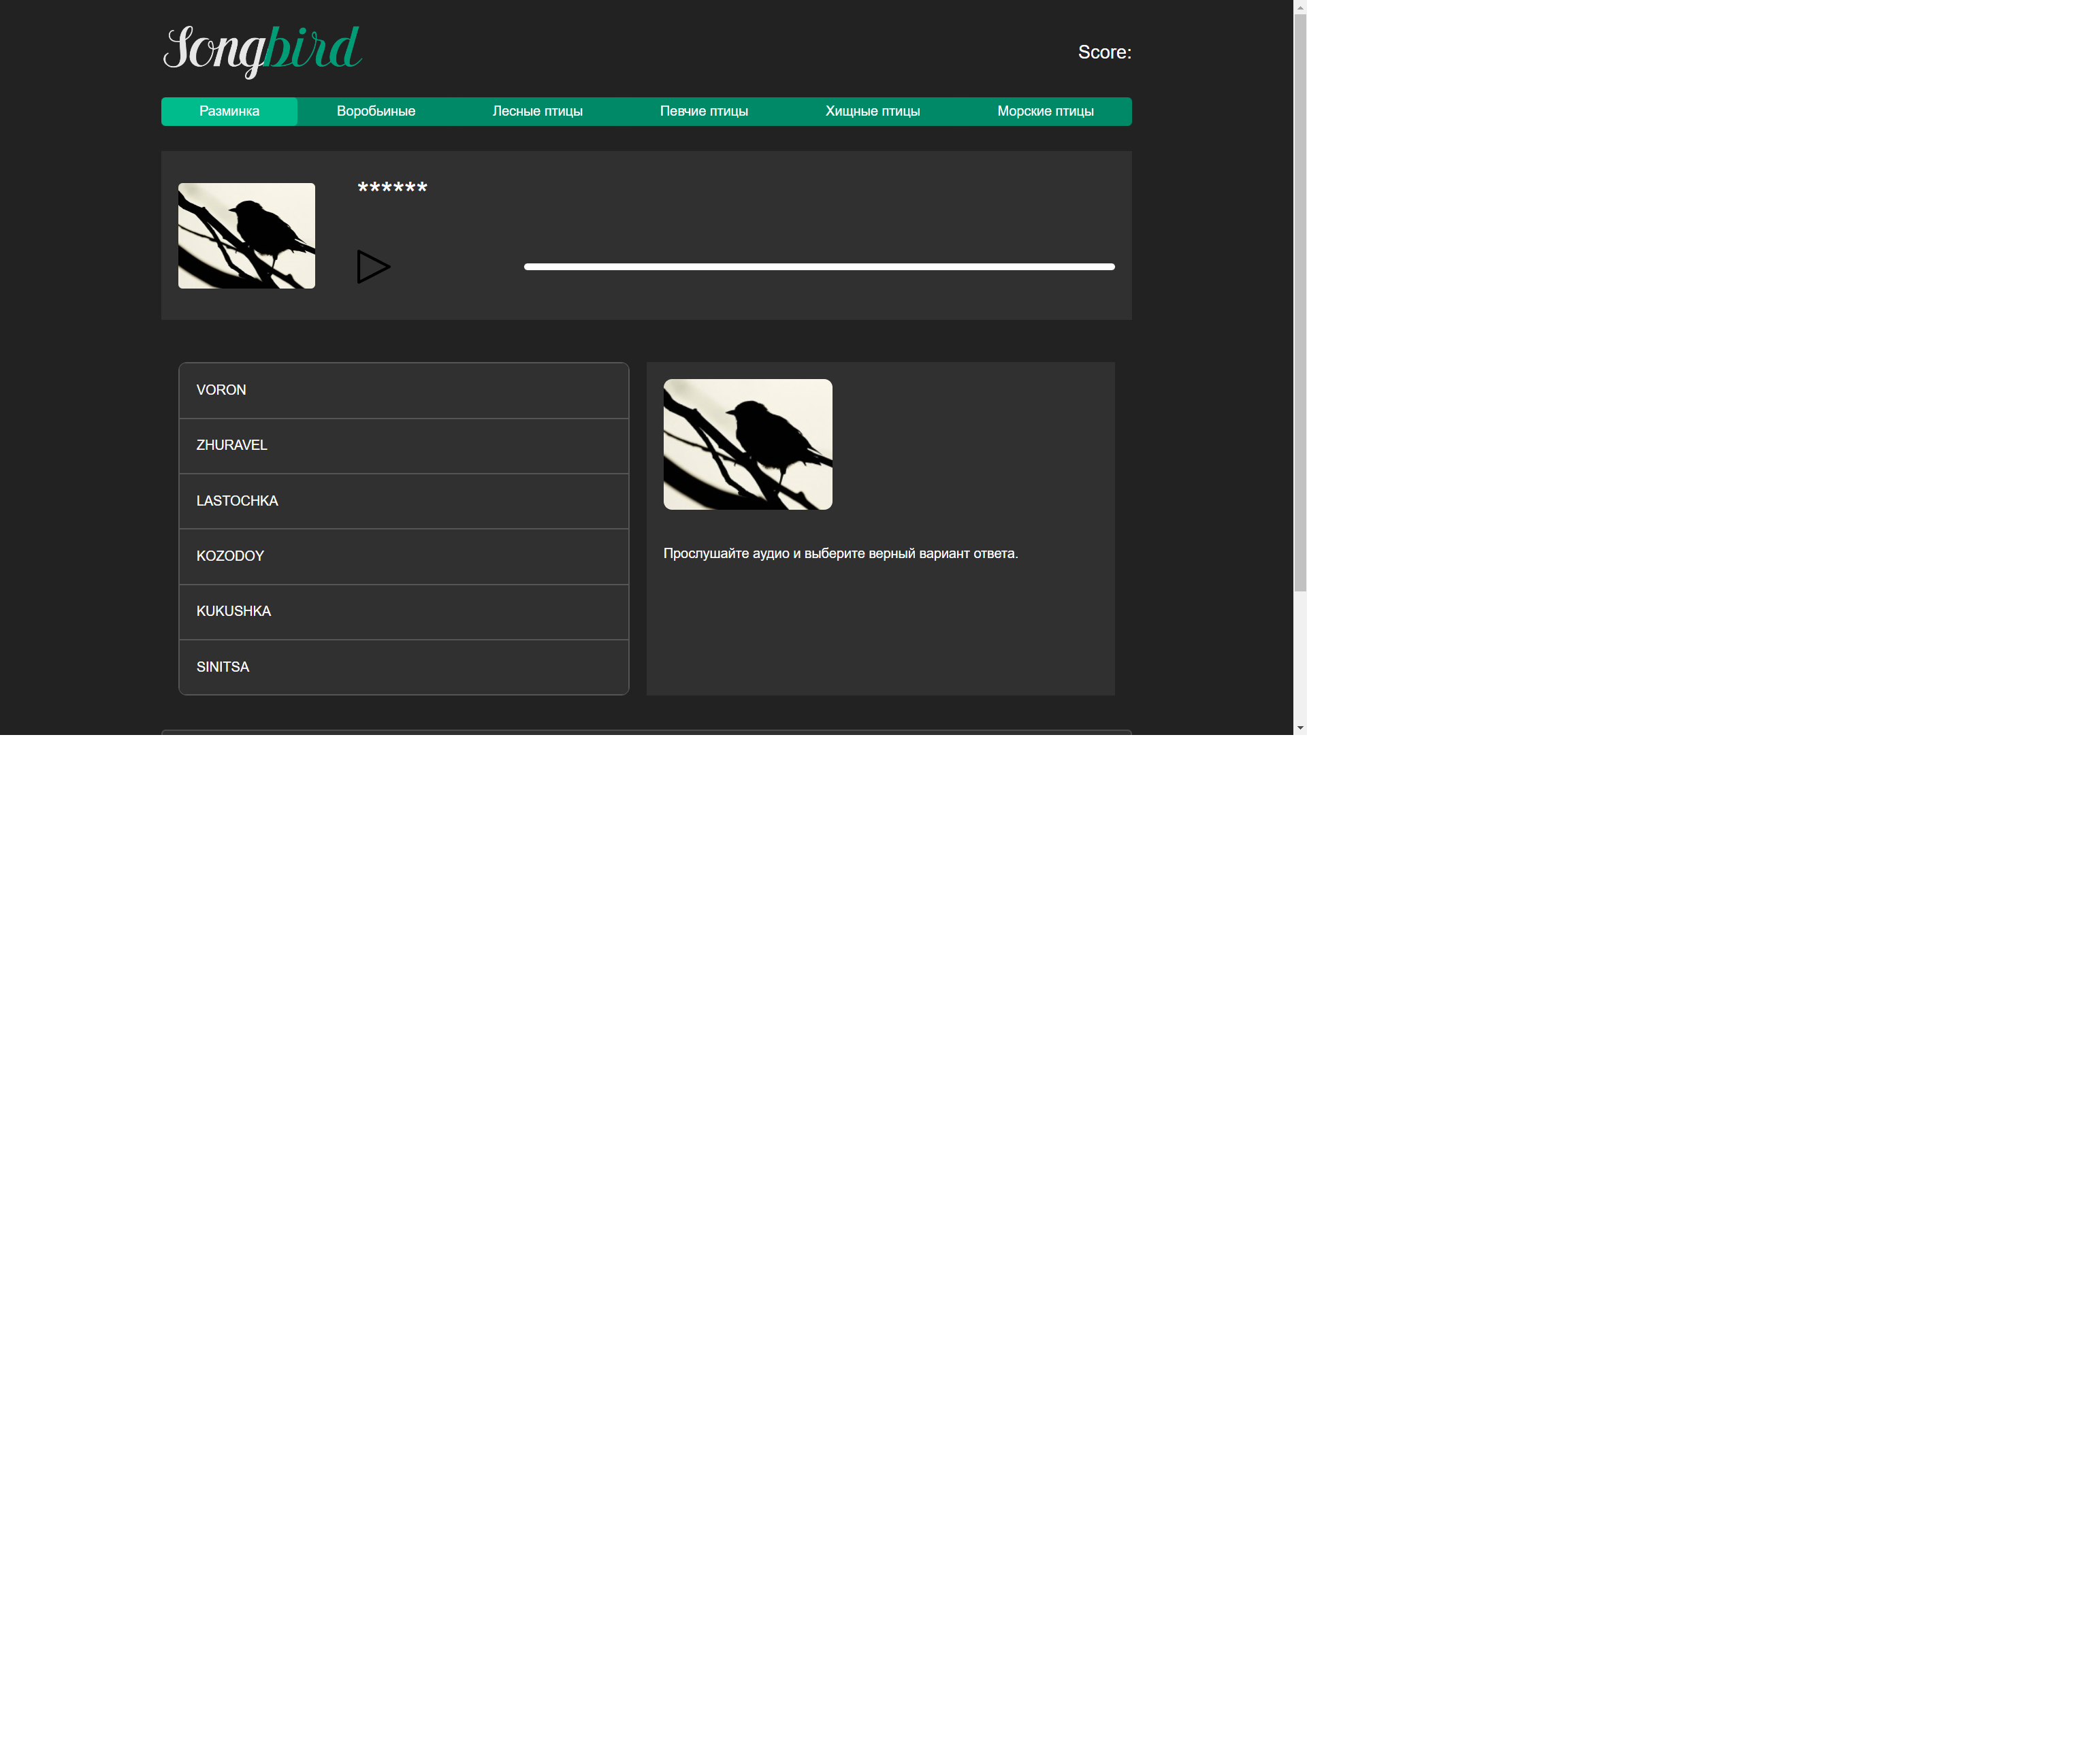 Songbird
Score:
Разминка Воробьиные Лесные птицы Певчие птицы Хищные птицы Морские птицы
******
VORON
ZHURAVEL
LASTOCHKA
KOZODOY
KUKUSHKA
SINITSA
Прослушайте аудио и выберите верный вариант ответа.